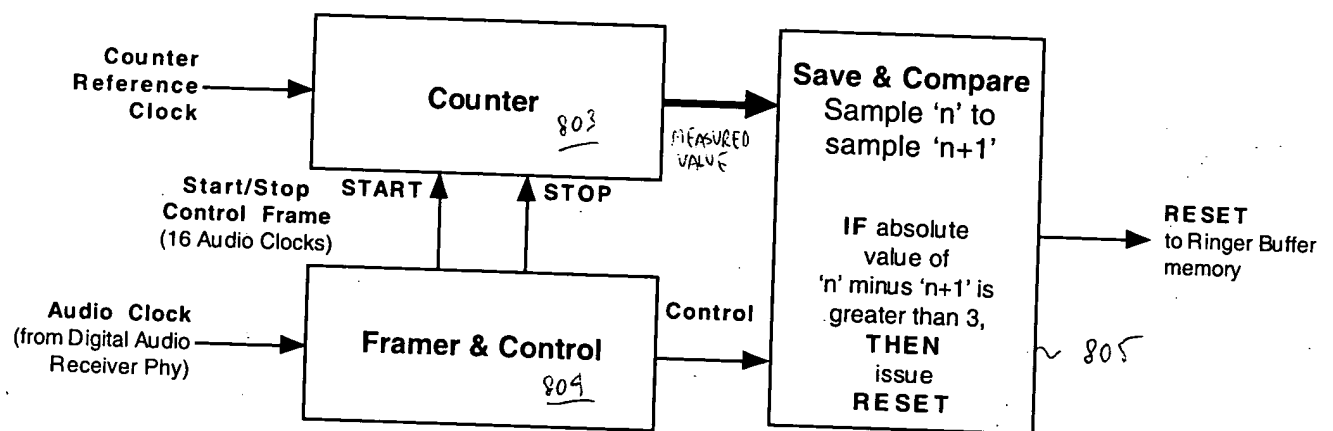 Counter
Reference
Clock
Counter
803
MEASURED
VALUE
Save & Compare
Sample 'n' to
sample 'n+1'
IF absolute
value of
'n' minus 'n+1' is
greater than 3,
THEN
issue
RESET
805
Start/Stop
Control Frame
(16 Audio Clocks)
START
STOP
RESET
to Ringer Buffer
memory
Audio Clock
(from Digital Audio
Receiver Phy)
Framer & Control
804
Control